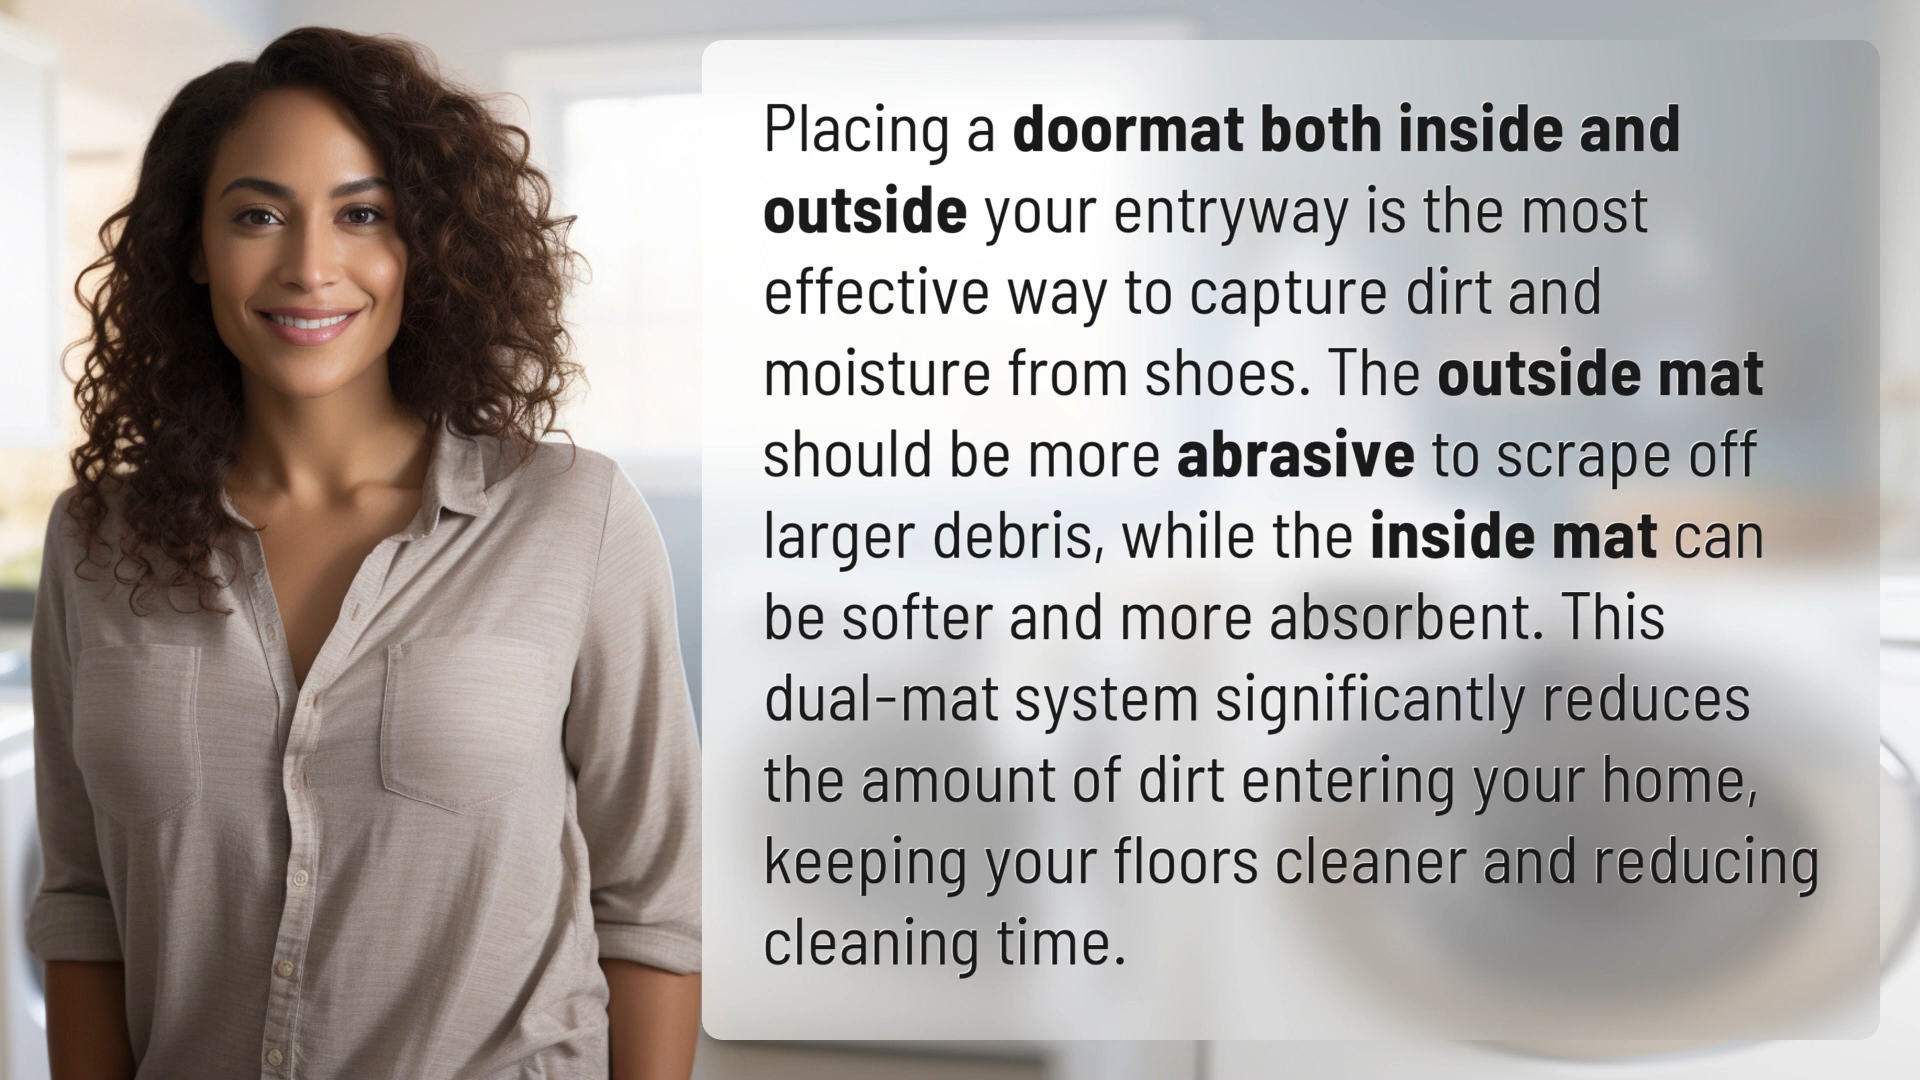 Placing a doormat both inside and
outside your entryway is the most
effective way to capture dirt and
moisture from shoes. The outside mat
should be more abrasive to scrape off
larger debris, while the inside mat can
be softer and more absorbent. This
dual-mat system significantly reduces
the amount of dirt entering your home,
keeping your floors cleaner and reducing
cleaning time.